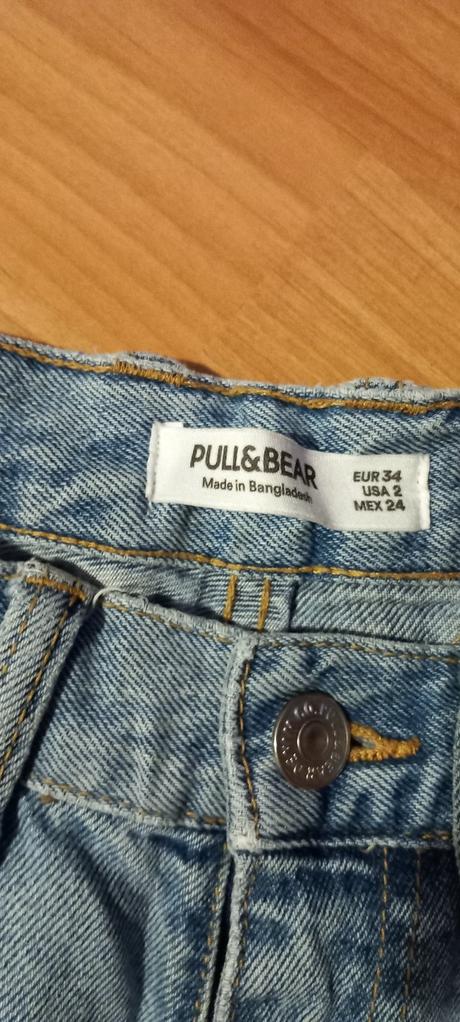 PULL&BEAR
Made in Bangladesh
EUR 34
USA 2
MEX 24